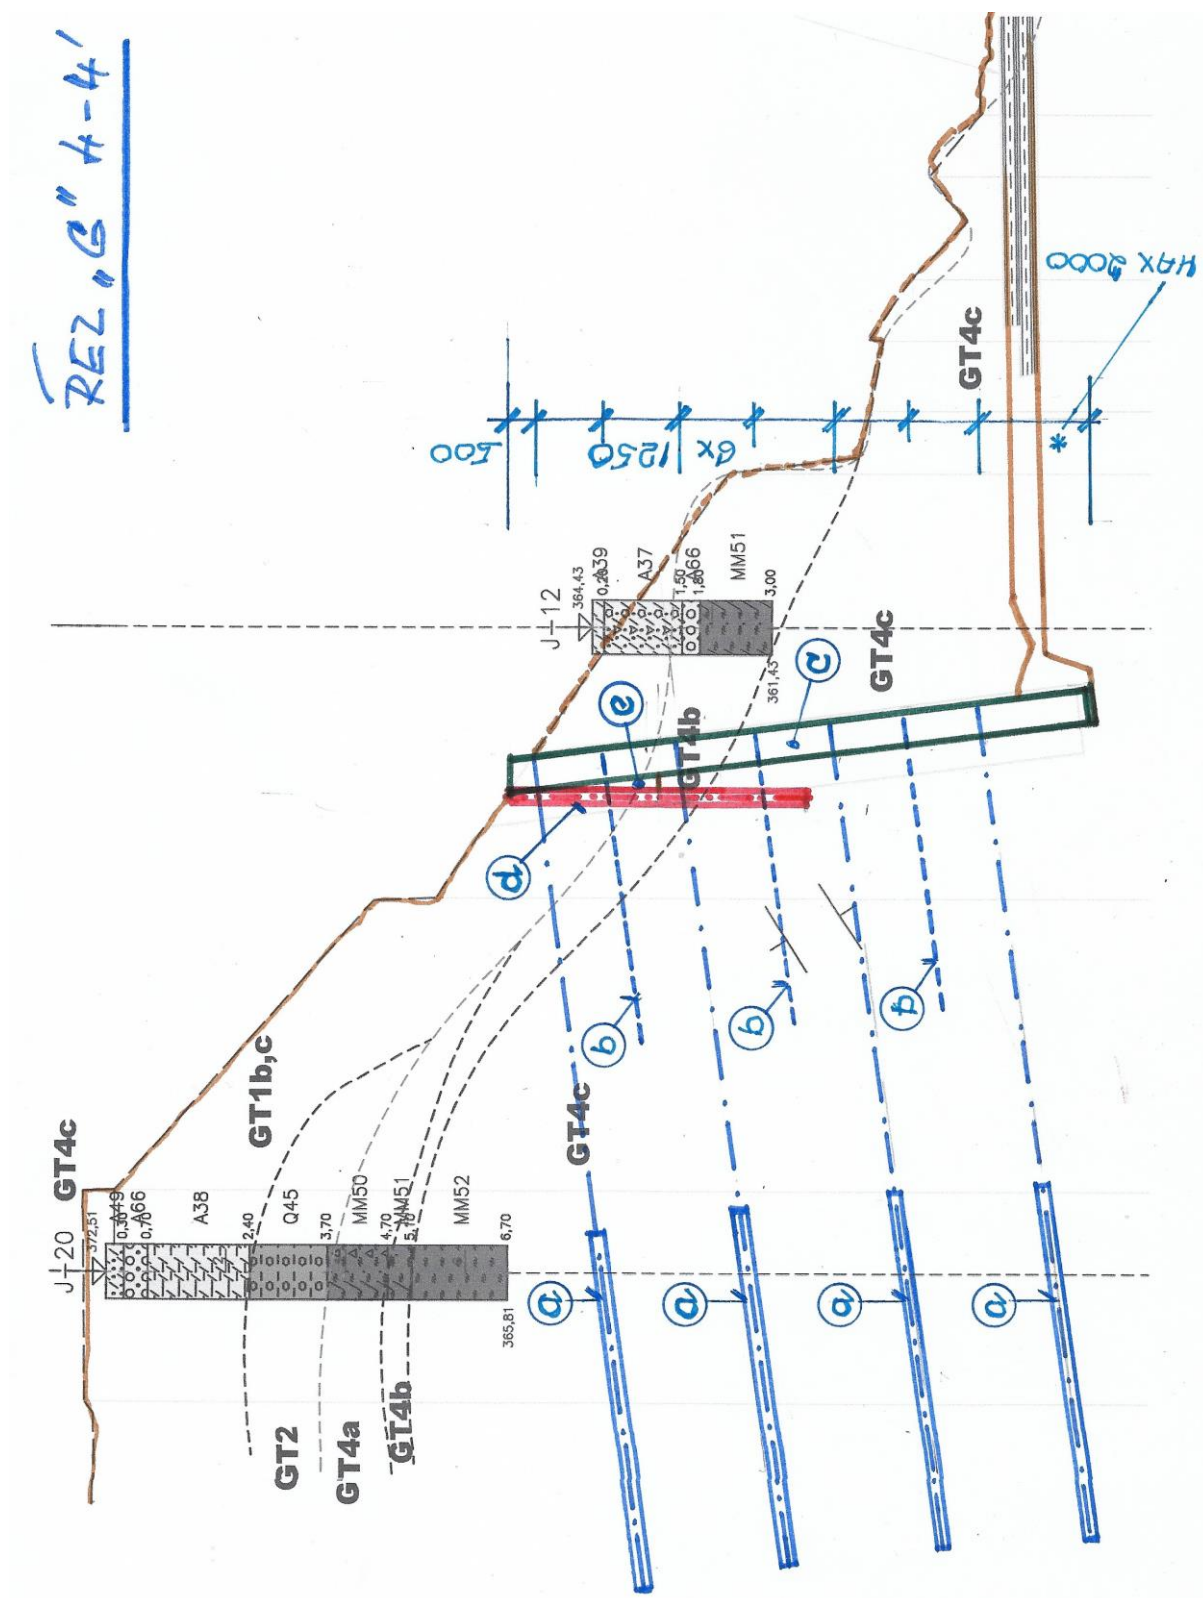 ŘEZ „G“ 4-4'
J-20
372,51
GT4c
A49
0,30
A66
0,70
A38
2,40
Q45
3,70
MM50
4,70
MM51
5,10
MM52
6,70
365,81
GT1b,c
GT2
GT4a
GT4b
GT4c
J-12
364,43
A39
0,20
A37
1,50
A66
1,80
MM51
3,00
361,43
GT4b
GT4c
GT4c
500
6x 1250
*
MAX 2000
a
a
a
a
b
b
b
c
d
e